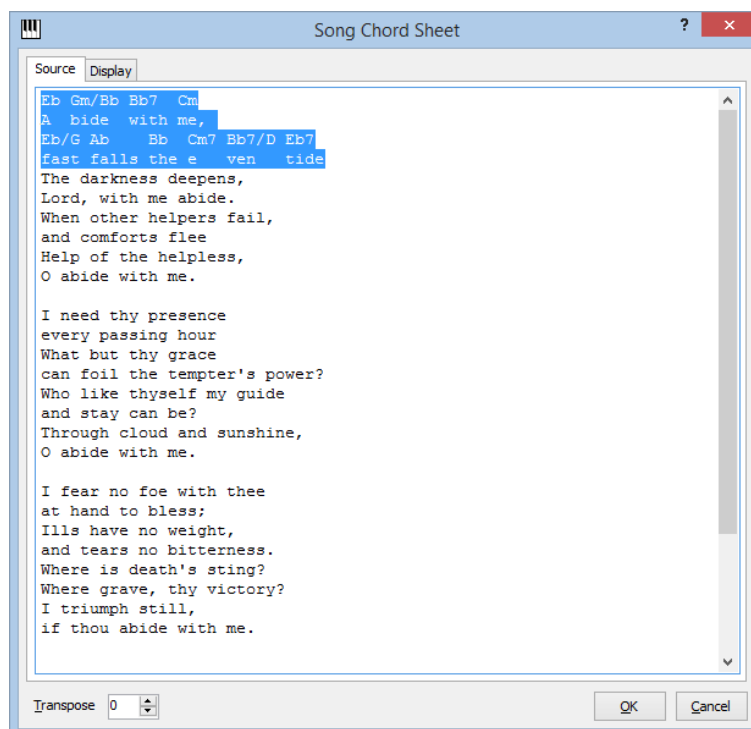 Song Chord Sheet
? ×
Source Display
Eb Gm/Bb Bb7  Cm
A  bide  with me,
Eb/G Ab    Bb  Cm7 Bb7/D Eb7
fast falls the e   ven   tide
The darkness deepens,
Lord, with me abide.
When other helpers fail,
and comforts flee
Help of the helpless,
O abide with me.

I need thy presence
every passing hour
What but thy grace
can foil the tempter's power?
Who like thyself my guide
and stay can be?
Through cloud and sunshine,
O abide with me.

I fear no foe with thee
at hand to bless;
Ills have no weight,
and tears no bitterness.
Where is death's sting?
Where grave, thy victory?
I triumph still,
if thou abide with me.
Transpose 0 OK Cancel